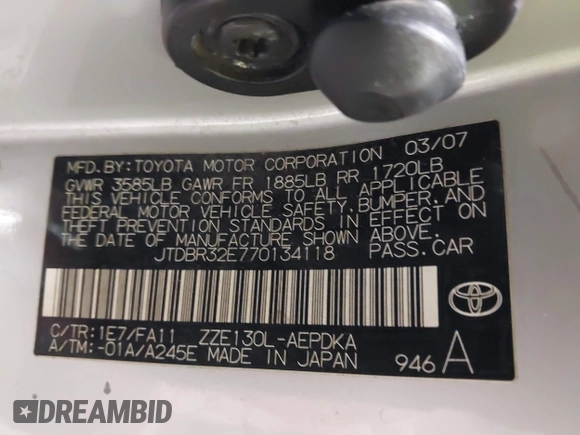 MFD.BY:TOYOTA MOTOR CORPORATION 03/07
GVWR 3585LB GAWR FR 1885LB RR 1720LB
THIS VEHICLE CONFORMS TO ALL APPLICABLE
FEDERAL MOTOR VEHICLE SAFETY,BUMPER,AND
THEFT PREVENTION STANDARDS IN EFFECT ON
THE DATE OF MANUFACTURE SHOWN ABOVE.
JTDBR32E770134118 PASS.CAR
C/TR:1E7/FA11 ZZE130L-AEPDKA
A/TM:-01A/A245E MADE IN JAPAN
946 A
DREAMBID